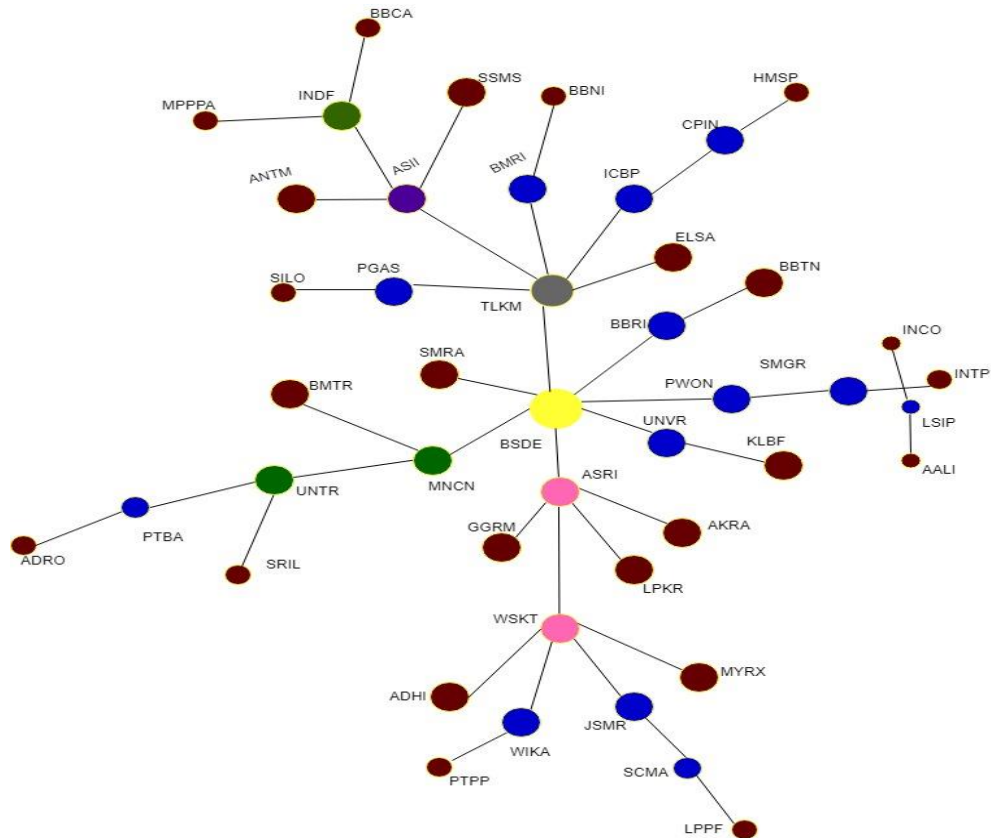 BBCA
SSMS
HMSP
BBNI
INDF
MPPPA
CPIN
ASII
BMRI
ANTM
ICBP
ELSA
PGAS
SILO
BBTN
TLKM
BBRI
INCO
SMRA
SMGR
INTP
BMTR
PWON
UNVR
LSIP
KLBF
BSDE
AALI
ASRI
MNCN
UNTR
GGRM
AKRA
PTBA
ADRO
SRIL
LPKR
WSKT
MYRX
ADHI
JSMR
WIKA
SCMA
PTPP
LPPF